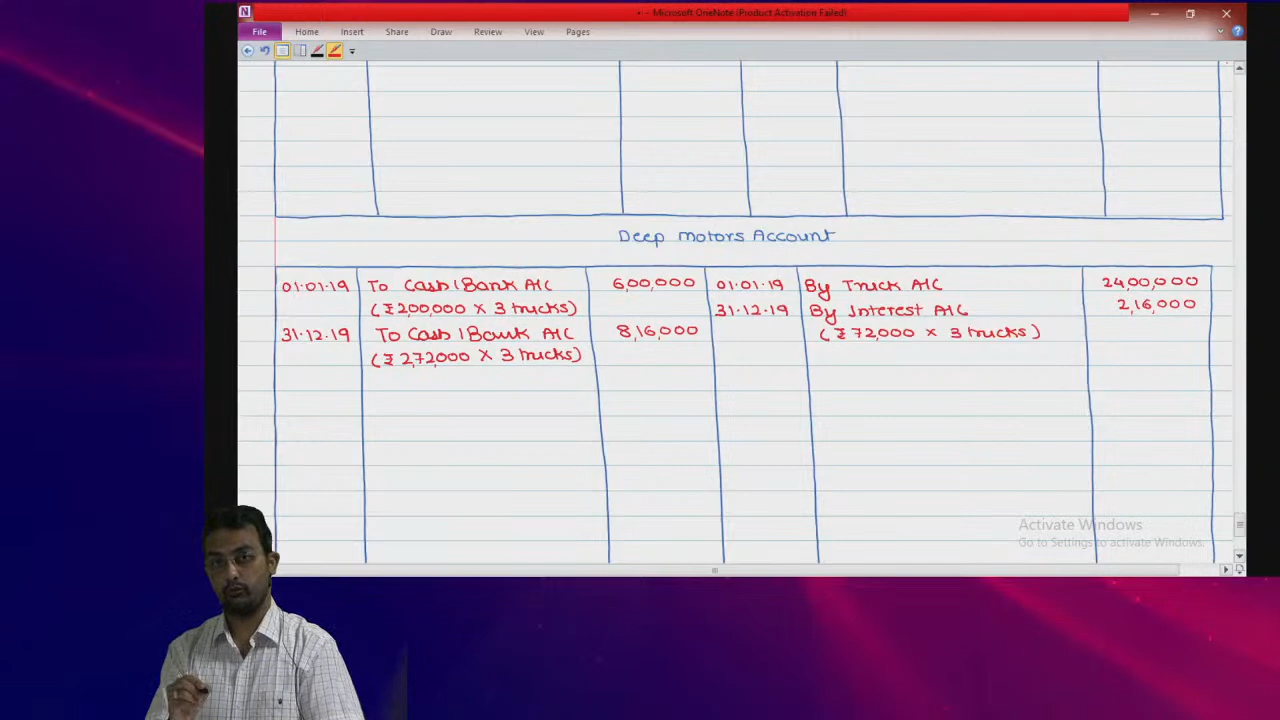 Microsoft OneNote (Product Activation Failed)
File Home Insert Share Draw Review View Pages
Deep motors Account
01.01.19 To Cash|Bank A|C 6,00,000 01.01.19 By Truck A|C 24,00,000
(₹200,000 X 3 trucks) 31.12.19 By Interest A|C 2,16,000
31.12.19 To Cash|Bank A|C 8,16,000 (₹72,000 X 3 trucks)
(₹2,72,000 X 3 trucks)
Activate Windows
Go to Settings to activate Windows.